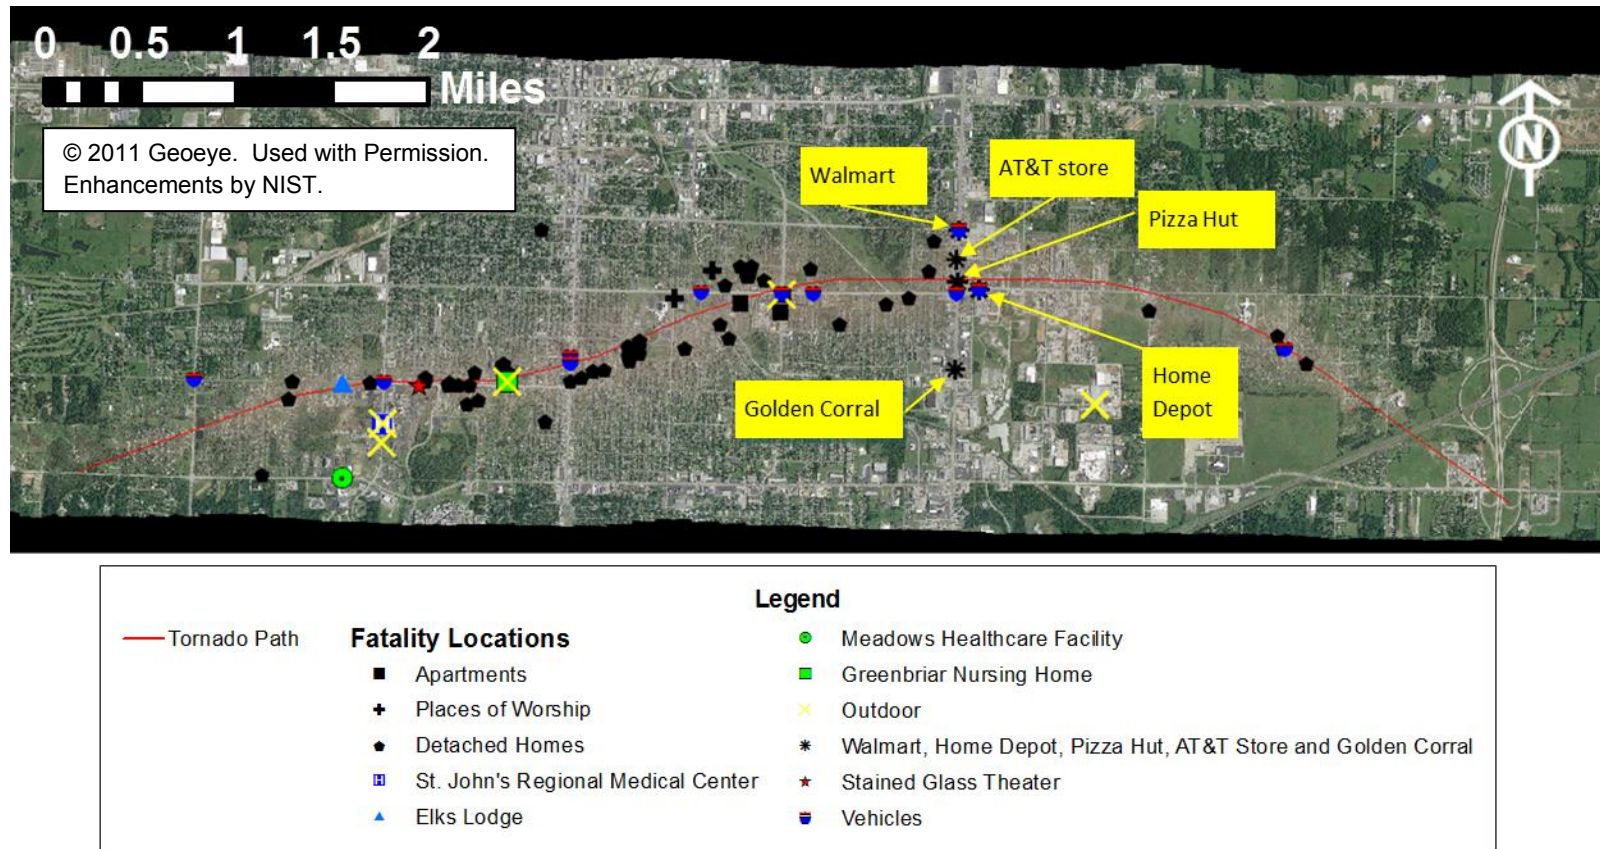 0 0.5 1 1.5 2
Miles
© 2011 Geoeye. Used with Permission.
Enhancements by NIST.
N
Walmart
AT&T store
Pizza Hut
Golden Corral
Home
Depot
Legend
Tornado Path
Fatality Locations
Apartments
Places of Worship
Detached Homes
H St. John's Regional Medical Center
Elks Lodge
Meadows Healthcare Facility
Greenbriar Nursing Home
Outdoor
Walmart, Home Depot, Pizza Hut, AT&T Store and Golden Corral
Stained Glass Theater
Vehicles